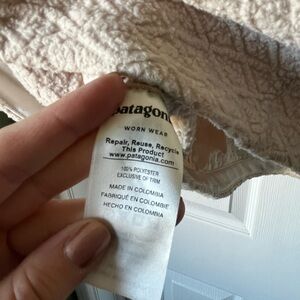 patagonia
WORN WEAR
Repair, Reuse, Recycle
This Product
www.patagonia.com
100% POLYESTER
EXCLUSIVE OF TRIM
MADE IN COLOMBIA
FABRIQUÉ EN COLOMBIE
HECHO EN COLOMBIA